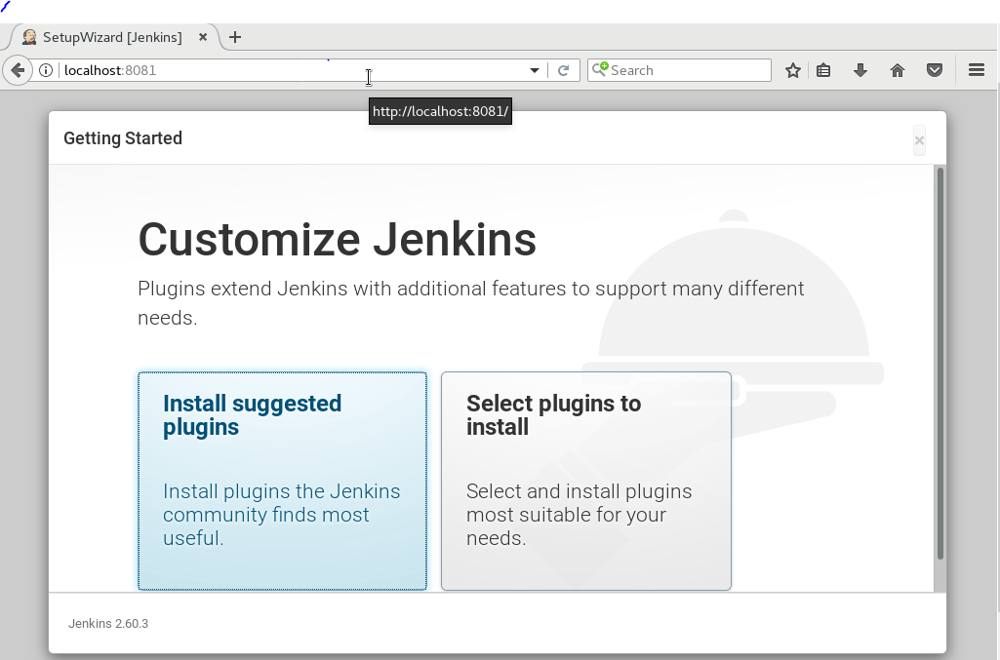 SetupWizard [Jenkins]
localhost:8081
Search
http://localhost:8081/
Getting Started
Customize Jenkins
Plugins extend Jenkins with additional features to support many different
needs.
Install suggested
plugins
Install plugins the Jenkins
community finds most
useful.
Select plugins to
install
Select and install plugins
most suitable for your
needs.
Jenkins 2.60.3